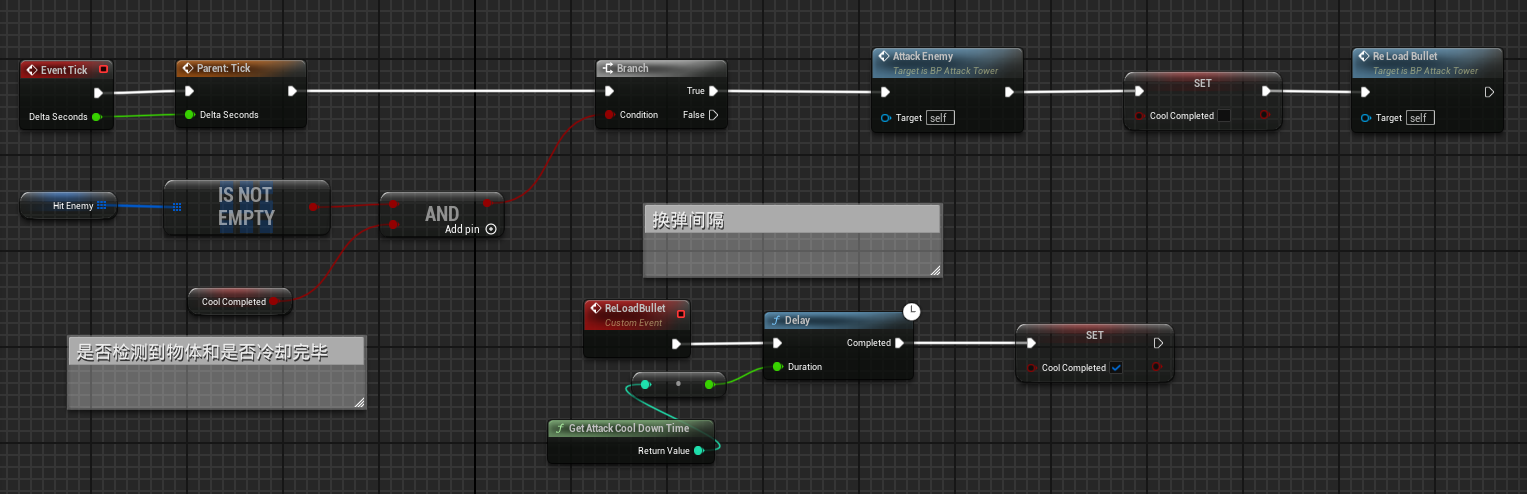 Event Tick
Delta Seconds
Parent: Tick
Delta Seconds
Branch
True
Condition
False
Attack Enemy
Target is BP Attack Tower
Target
self
SET
Cool Completed
Re Load Bullet
Target is BP Attack Tower
Target
self
Hit Enemy
IS NOT
EMPTY
AND
Add pin
Cool Completed
是否检测到物体和是否冷却完毕
换弹间隔
ReLoadBullet
Custom Event
Delay
Completed
Duration
SET
Cool Completed
Get Attack Cool Down Time
Return Value